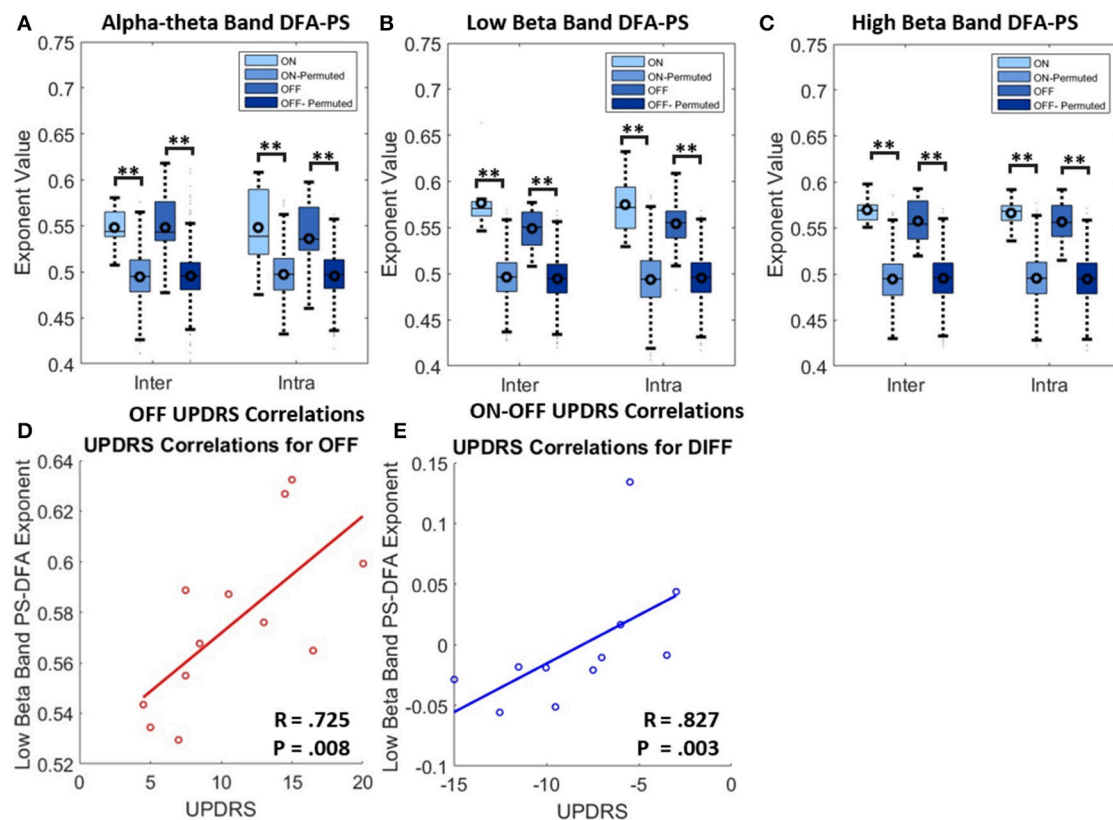 A Alpha-theta Band DFA-PS
Exponent Value
0.75
0.7
0.65
0.6
0.55
0.5
0.45
0.4
ON
ON-Permuted
OFF
OFF- Permuted
** **
** **
Inter Intra
B Low Beta Band DFA-PS
Exponent Value
0.75
0.7
0.65
0.6
0.55
0.5
0.45
0.4
ON
ON-Permuted
OFF
OFF- Permuted
** **
** **
Inter Intra
C High Beta Band DFA-PS
Exponent Value
0.75
0.7
0.65
0.6
0.55
0.5
0.45
0.4
ON
ON-Permuted
OFF
OFF- Permuted
** **
** **
Inter Intra
OFF UPDRS Correlations
D UPDRS Correlations for OFF
Low Beta Band PS-DFA Exponent
0.64
0.62
0.6
0.58
0.56
0.54
0.52
R = .725
P = .008
0 5 10 15 20
UPDRS
ON-OFF UPDRS Correlations
E UPDRS Correlations for DIFF
Low Beta Band PS-DFA Exponent
0.15
0.1
0.05
0
-0.05
-0.1
R = .827
P = .003
-15 -10 -5 0
UPDRS